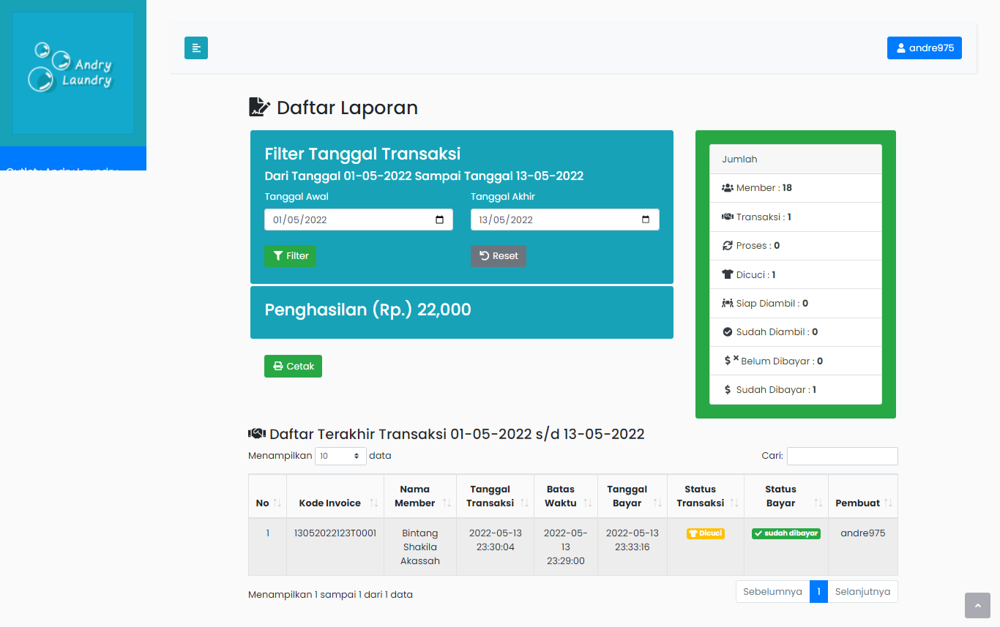 Andry
Laundry
Outlet : Andry Laundry
andre975
Daftar Laporan
Filter Tanggal Transaksi
Dari Tanggal 01-05-2022 Sampai Tanggal 13-05-2022
Tanggal Awal
Tanggal Akhir
01/05/2022
13/05/2022
Filter
Reset
Penghasilan (Rp.) 22,000
Cetak
Jumlah
Member : 18
Transaksi : 1
Proses : 0
Dicuci : 1
Siap Diambil : 0
Sudah Diambil : 0
Belum Dibayar : 0
Sudah Dibayar : 1
Daftar Terakhir Transaksi 01-05-2022 s/d 13-05-2022
Menampilkan 10 data
Cari:
No
Kode Invoice
Nama
Member
Tanggal
Transaksi
Batas
Waktu
Tanggal
Bayar
Status
Transaksi
Status
Bayar
Pembuat
1
13052022123T0001
Bintang
Shakila
Akassah
2022-05-13
23:30:04
2022-05-
13
23:29:00
2022-05-13
23:33:16
Dicuci
sudah dibayar
andre975
Menampilkan 1 sampai 1 dari 1 data
Sebelumnya 1 Selanjutnya